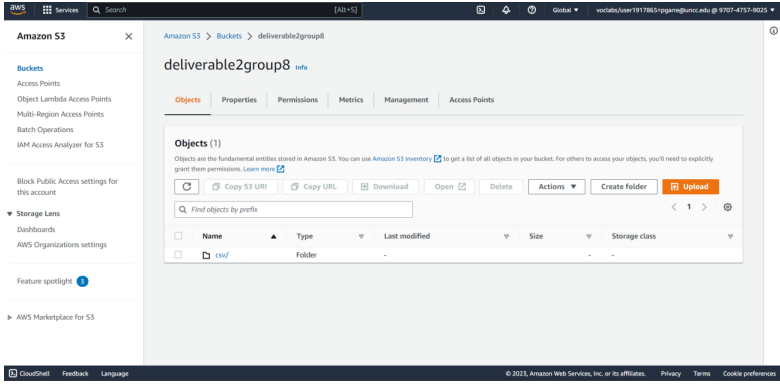 aws Services Search [Alt+S] Global ▼ voclabs/user1917865=pgarre@uncc.edu @ 9707-4757-9025 ▼
Amazon S3
Buckets
Access Points
Object Lambda Access Points
Multi-Region Access Points
Batch Operations
IAM Access Analyzer for S3
Block Public Access settings for
this account
▼ Storage Lens
Dashboards
AWS Organizations settings
Feature spotlight 3
▶ AWS Marketplace for S3
Amazon S3 > Buckets > deliverable2group8
deliverable2group8 Info
Objects Properties Permissions Metrics Management Access Points
Objects (1)
Objects are the fundamental entities stored in Amazon S3. You can use Amazon S3 inventory to get a list of all objects in your bucket. For others to access your objects, you'll need to explicitly
grant them permissions. Learn more
Copy S3 URI Copy URL Download Open Delete Actions ▼ Create folder Upload
Find objects by prefix < 1 >
Name ▲ Type ▽ Last modified ▽ Size ▽ Storage class ▽
csv/ Folder - - -
CloudShell Feedback Language © 2023, Amazon Web Services, Inc. or its affiliates. Privacy Terms Cookie preferences